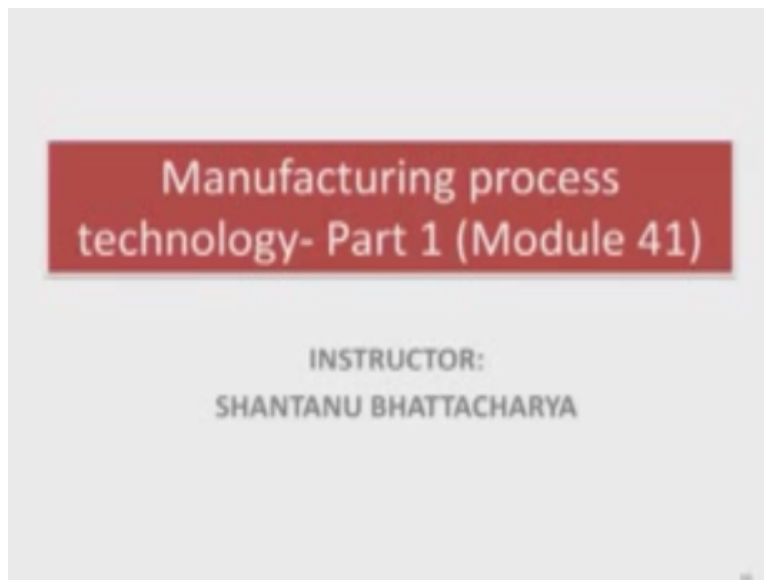 Manufacturing process
technology- Part 1 (Module 41)
INSTRUCTOR:
SHANTANU BHATTACHARYA